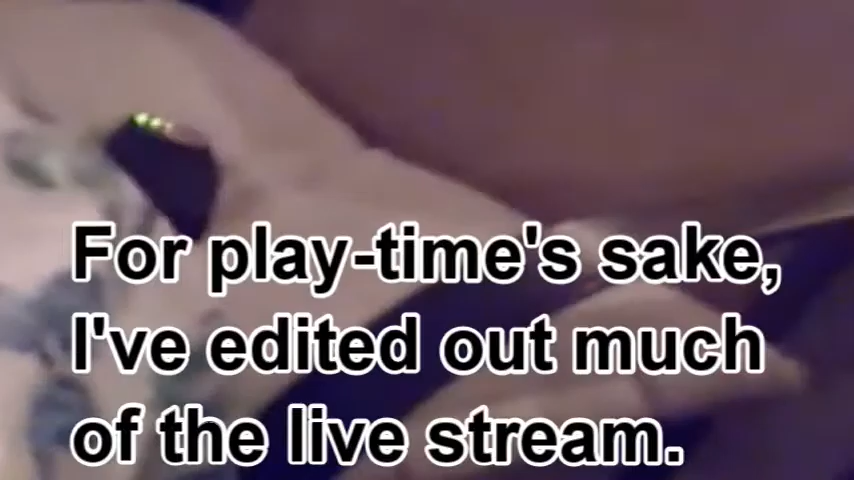 For play-time's sake,
I've edited out much
of the live stream.